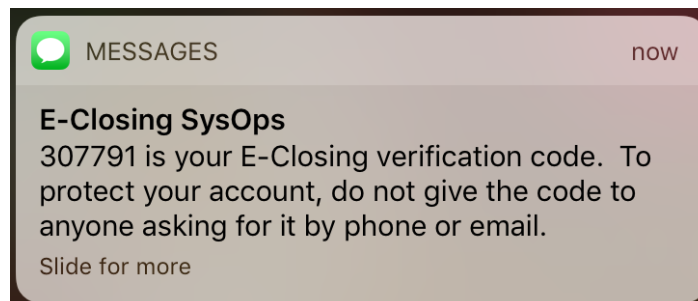 MESSAGES now
E-Closing SysOps
307791 is your E-Closing verification code.  To
protect your account, do not give the code to
anyone asking for it by phone or email.
Slide for more